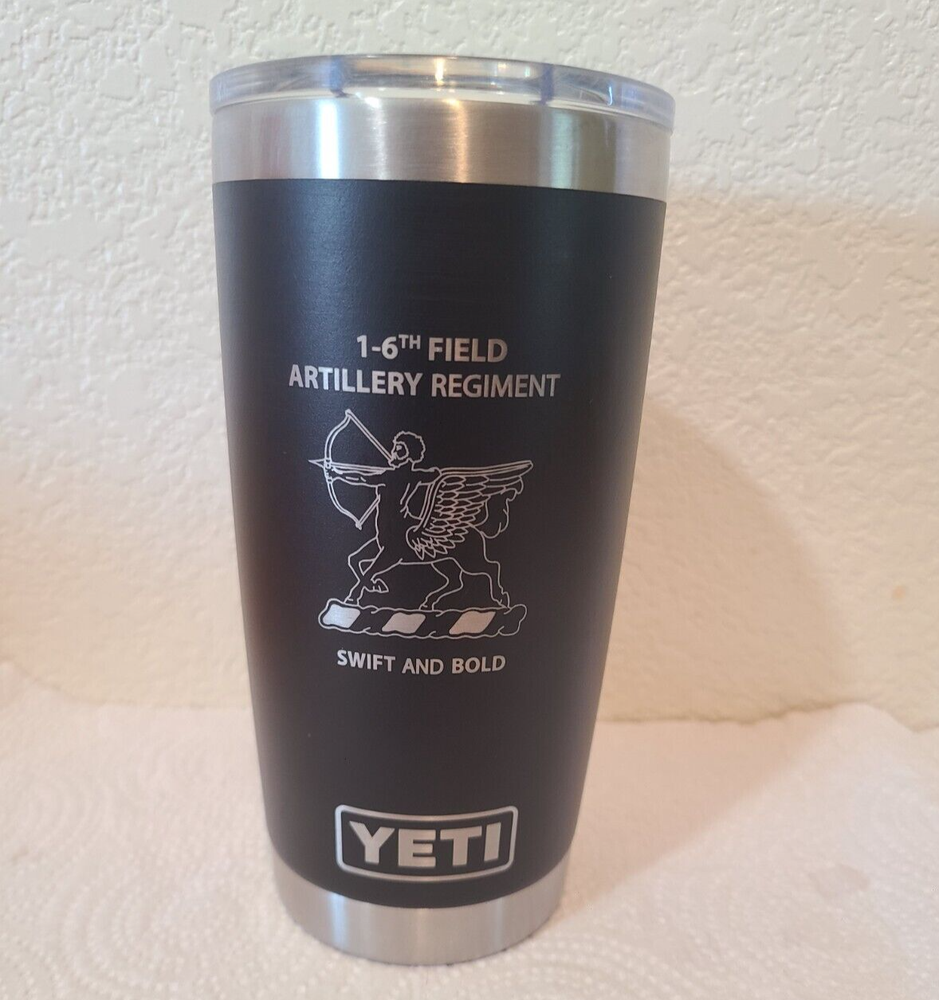 1-6TH FIELD
ARTILLERY REGIMENT
SWIFT AND BOLD
YETI